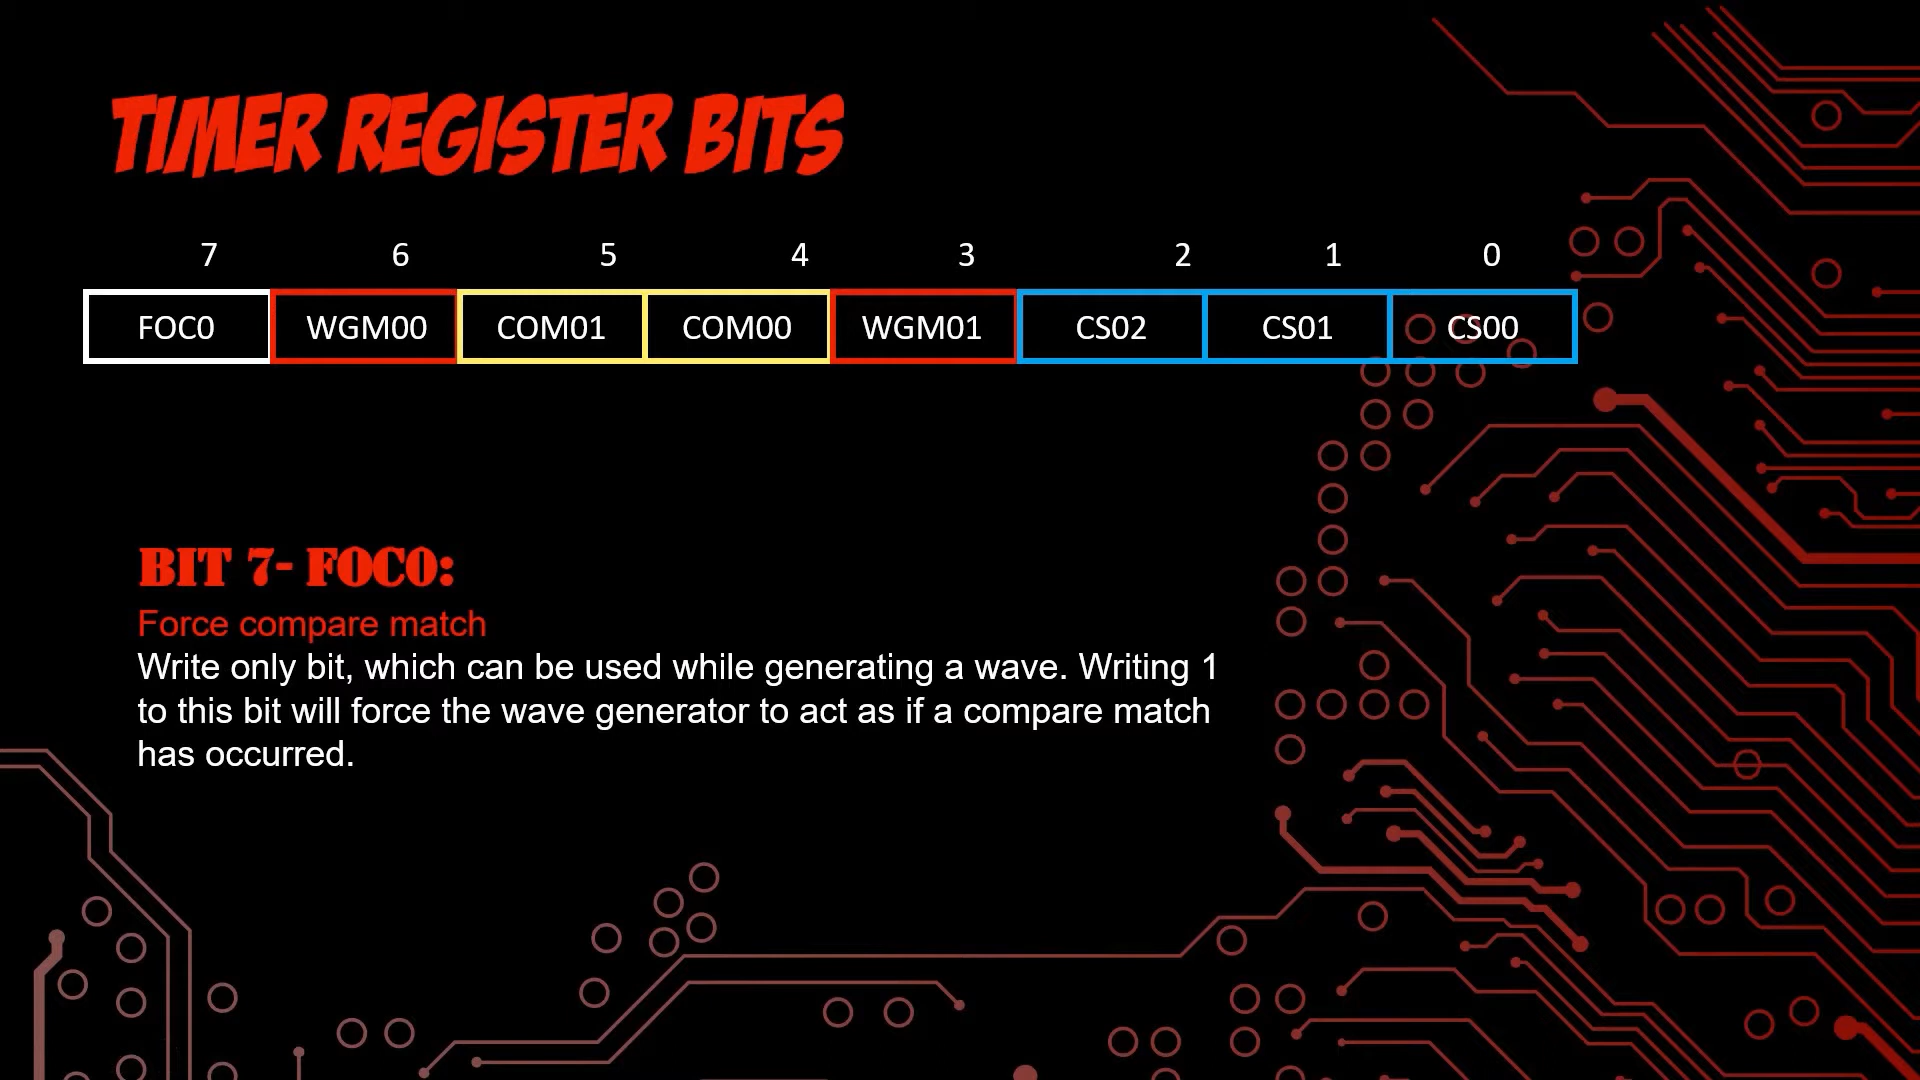 TIMER REGISTER BITS
7 6 5 4 3 2 1 0
FOC0 WGM00 COM01 COM00 WGM01 CS02 CS01 CS00
BIT 7- FOC0:
Force compare match
Write only bit, which can be used while generating a wave. Writing 1
to this bit will force the wave generator to act as if a compare match
has occurred.